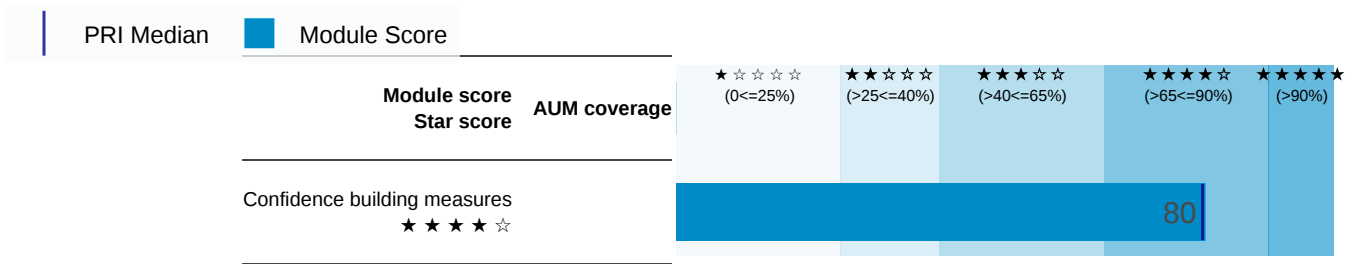 PRI Median Module Score
★☆☆☆☆ ★★☆☆☆ ★★★☆☆ ★★★★☆ ★★★★★
(0<=25%) (>25<=40%) (>40<=65%) (>65<=90%) (>90%)
Module score
Star score
AUM coverage
Confidence building measures
★★★★☆
80